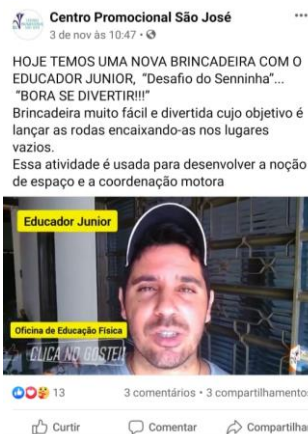 Centro Promocional São José
3 de nov às 10:47
HOJE TEMOS UMA NOVA BRINCADEIRA COM O
EDUCADOR JUNIOR, "Desafio do Senninha"...
"BORA SE DIVERTIR!!!"
Brincadeira muito fácil e divertida cujo objetivo é
lançar as rodas encaixando-as nos lugares
vazios.
Essa atividade é usada para desenvolver a noção
de espaço e a coordenação motora
Educador Junior
Oficina de Educação Física
CLICA NO GOSTEI!
13
3 comentários • 3 compartilhamentos
Curtir
Comentar
Compartilhar